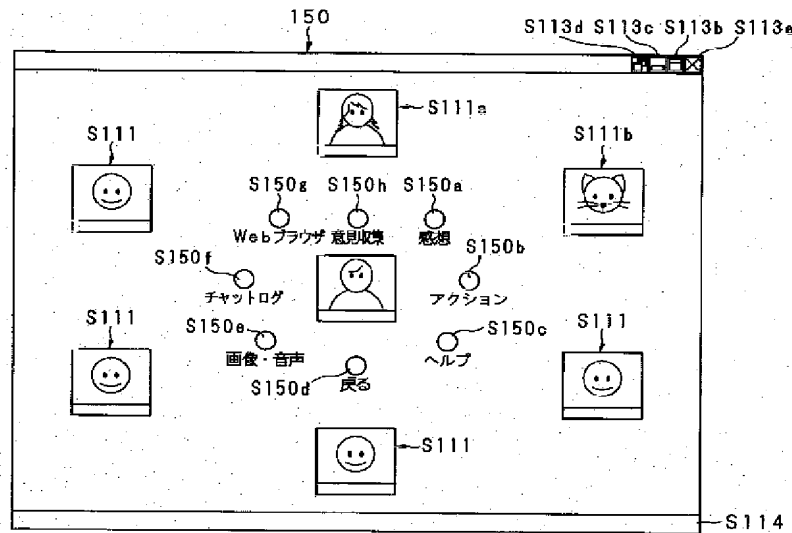 150
S113d S113c S113b S113e
S111a
S111
S111b
S150g S150h S150a
Webブラウザ 意見収集 感想
S150f
S150b
チャットログ
アクション
S111
S150e
S150c
S111
画像・音声
ヘルプ
S150d
戻る
S111
S114